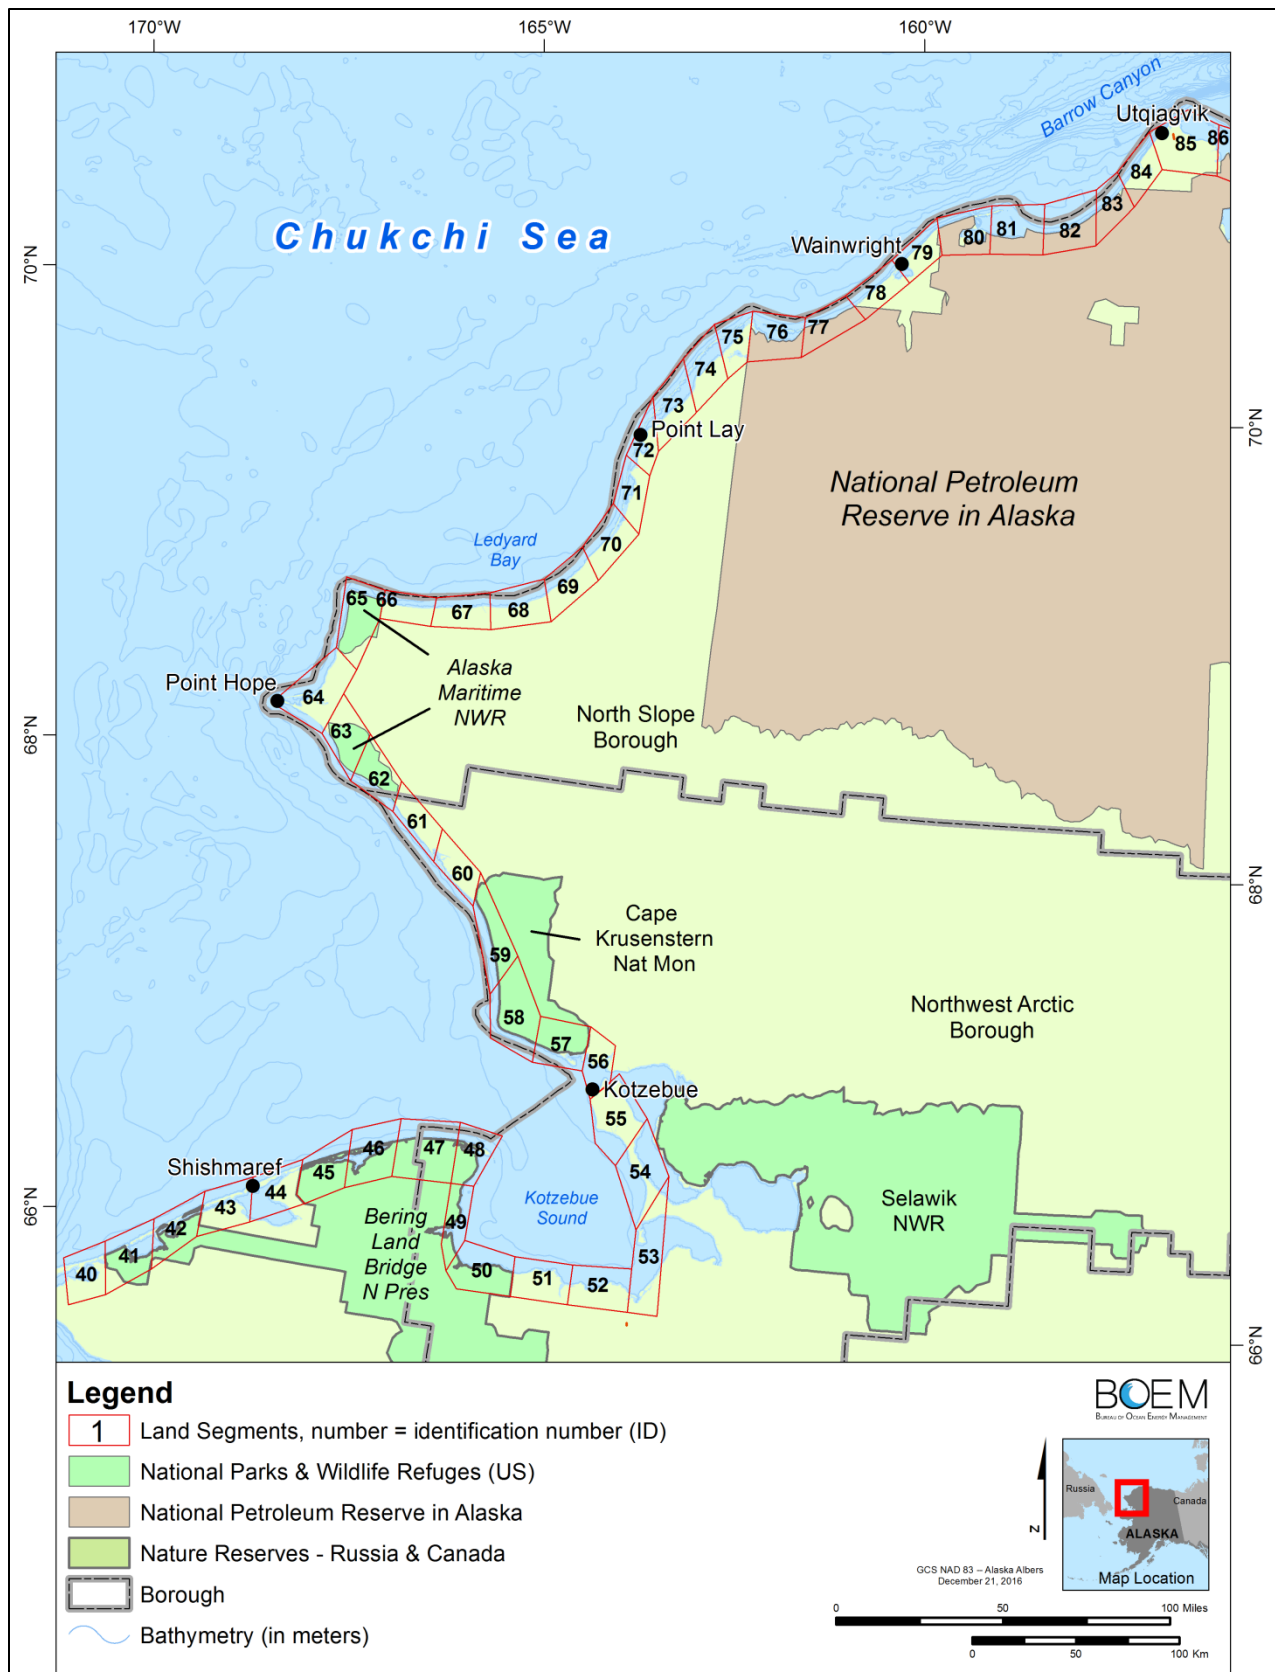 170°W
165°W
160°W
Barrow Canyon
Utqiaġvik
85
86
84
83
Chukchi Sea
Wainwright
79
80
81
82
70°N
78
75
76
77
74
73
Point Lay
70°N
72
National Petroleum
Reserve in Alaska
71
Ledyard
Bay
70
69
65
66
67
68
Alaska
Maritime
NWR
Point Hope
64
North Slope
Borough
68°N
63
62
61
60
68°N
Cape
Krusenstern
Nat Mon
59
Northwest Arctic
Borough
58
57
56
Kotzebue
55
46
47
48
54
Shishmaref
45
44
43
42
Kotzebue
Sound
Selawik
NWR
66°N
Bering
Land
Bridge
N Pres
49
53
41
40
50
51
52
66°N
Legend
1
Land Segments, number = identification number (ID)
National Parks & Wildlife Refuges (US)
National Petroleum Reserve in Alaska
Nature Reserves - Russia & Canada
Borough
Bathymetry (in meters)
BOEM
BUREAU OF OCEAN ENERGY MANAGEMENT
N
Russia
Canada
ALASKA
Map Location
GCS NAD 83 – Alaska Albers
December 21, 2016
0 50 100 Miles
0 50 100 Km